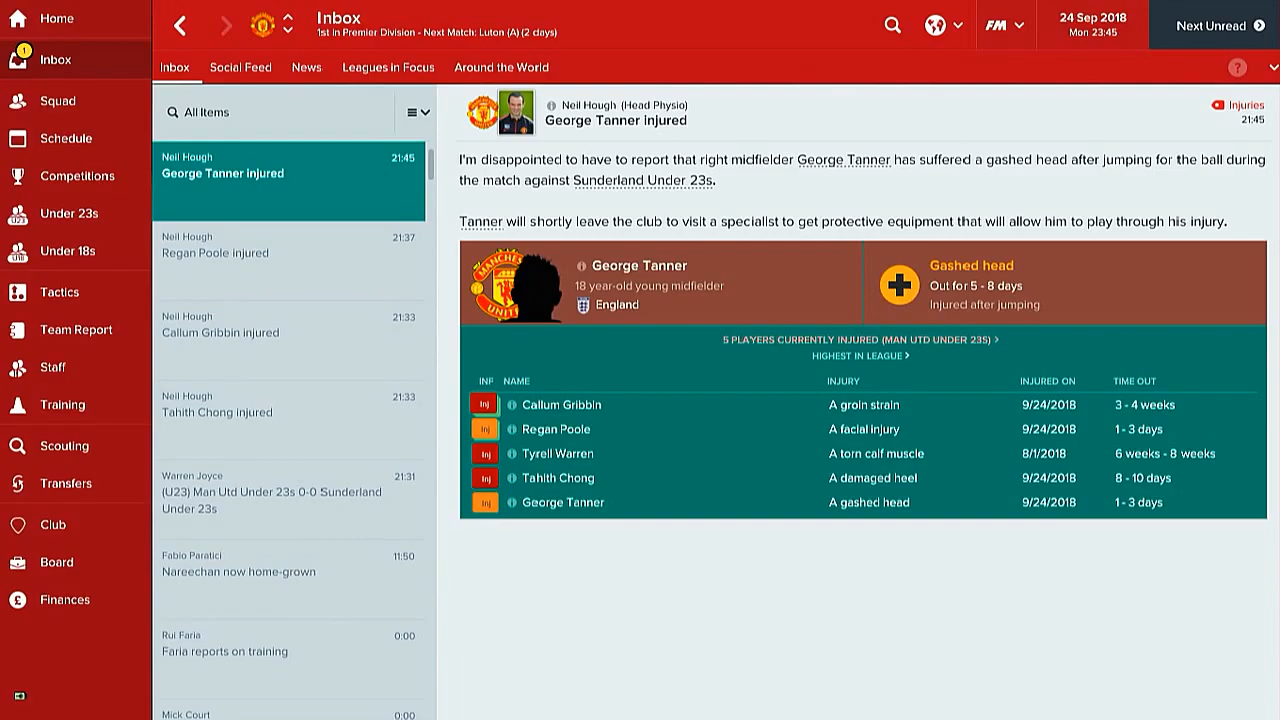 Home
Inbox
1
Squad
Schedule
Competitions
Under 23s
Under 18s
Tactics
Team Report
Staff
Training
Scouting
Transfers
Club
Board
Finances
Inbox
1st in Premier Division - Next Match: Luton (A) (2 days)
FM
24 Sep 2018
Mon 23:45
Next Unread
Inbox
Social Feed
News
Leagues in Focus
Around the World
?
All Items
Neil Hough 21:45
George Tanner injured
Neil Hough 21:37
Regan Poole injured
Neil Hough 21:33
Callum Gribbin injured
Neil Hough 21:33
Tahith Chong injured
Warren Joyce 21:31
(U23) Man Utd Under 23s 0-0 Sunderland
Under 23s
Fabio Paratici 11:50
Nareechan now home-grown
Rui Faria 0:00
Faria reports on training
Mick Court 0:00
Neil Hough (Head Physio)
George Tanner injured
Injuries
21:45
I'm disappointed to have to report that right midfielder George Tanner has suffered a gashed head after jumping for the ball during
the match against Sunderland Under 23s.
Tanner will shortly leave the club to visit a specialist to get protective equipment that will allow him to play through his injury.
George Tanner
18 year-old young midfielder
England
Gashed head
Out for 5 - 8 days
Injured after jumping
5 PLAYERS CURRENTLY INJURED (MAN UTD UNDER 23S) >
HIGHEST IN LEAGUE >
INF NAME INJURY INJURED ON TIME OUT
Inj Callum Gribbin A groin strain 9/24/2018 3 - 4 weeks
Inj Regan Poole A facial injury 9/24/2018 1 - 3 days
Inj Tyrell Warren A torn calf muscle 8/1/2018 6 weeks - 8 weeks
Inj Tahith Chong A damaged heel 9/24/2018 8 - 10 days
Inj George Tanner A gashed head 9/24/2018 1 - 3 days